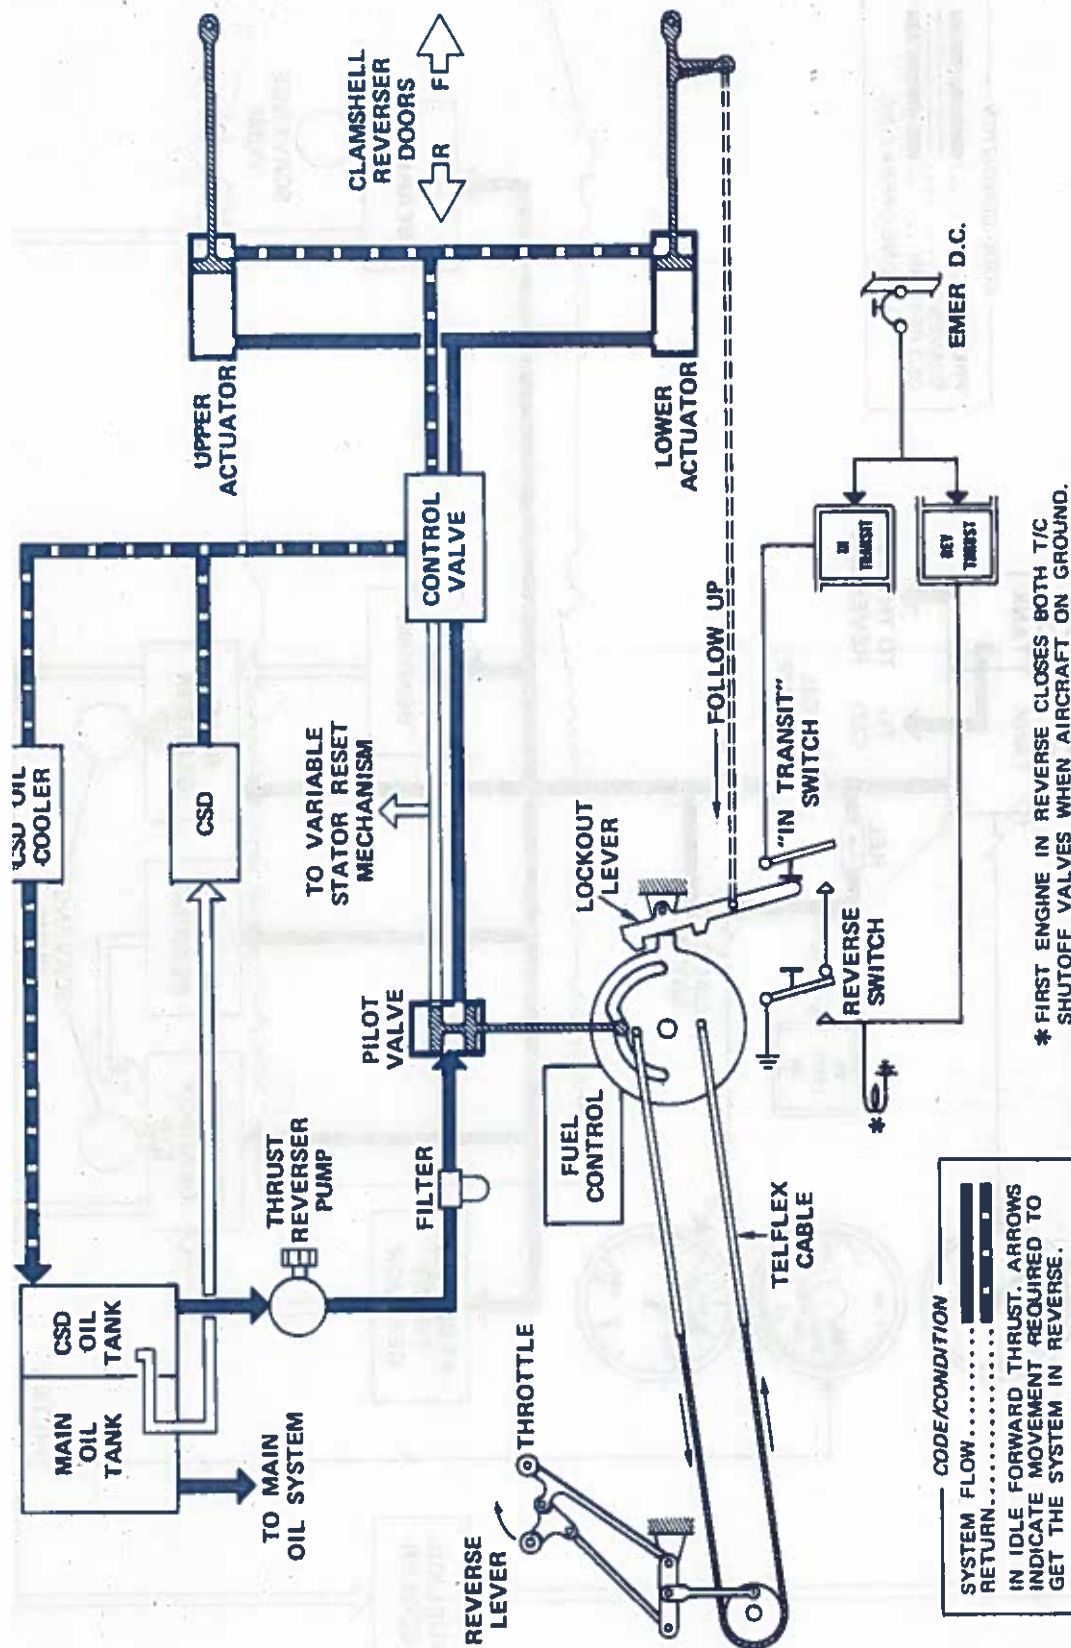 MAIN
OIL
TANK
CSD
OIL
TANK
CSD OIL
COOLER
CSD
TO MAIN
OIL SYSTEM
THRUST
REVERSER
PUMP
FILTER
PILOT
VALVE
TO VARIABLE
STATOR RESET
MECHANISM
CONTROL
VALVE
UPPER
ACTUATOR
LOWER
ACTUATOR
CLAMSHELL
REVERSER
DOORS
R F
REVERSE
LEVER
THROTTLE
FUEL
CONTROL
TELFLEX
CABLE
LOCKOUT
LEVER
FOLLOW UP
"IN TRANSIT"
SWITCH
REVERSE
SWITCH
IN
TRANSIT
REV
THRUST
EMER D.C.
*
CODE/CONDITION
SYSTEM FLOW..........
RETURN...............
IN IDLE FORWARD THRUST. ARROWS
INDICATE MOVEMENT REQUIRED TO
GET THE SYSTEM IN REVERSE.
* FIRST ENGINE IN REVERSE CLOSES BOTH T/C
SHUTOFF VALVES WHEN AIRCRAFT ON GROUND.